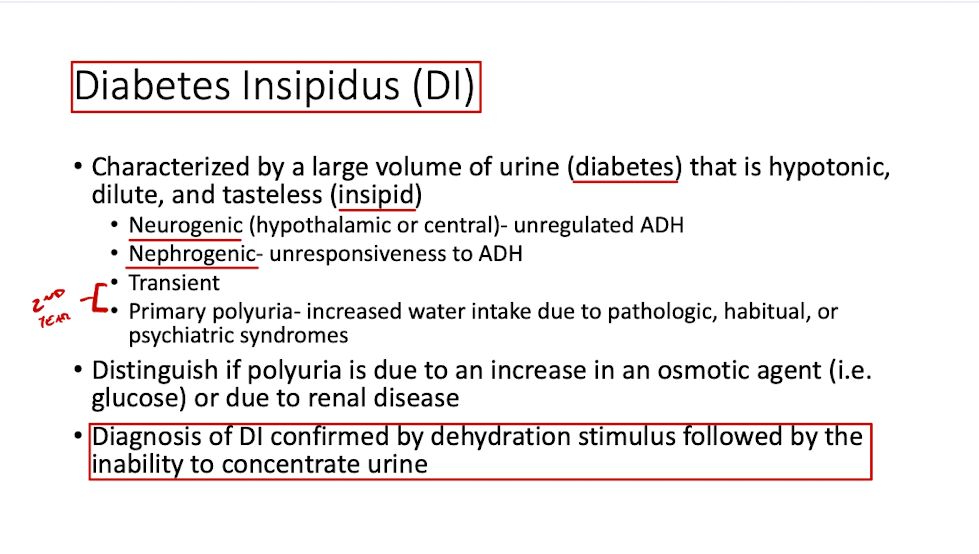 Diabetes Insipidus (DI)
• Characterized by a large volume of urine (diabetes) that is hypotonic,
dilute, and tasteless (insipid)
• Neurogenic (hypothalamic or central)- unregulated ADH
• Nephrogenic- unresponsiveness to ADH
• Transient
2ND
YEAR
• Primary polyuria- increased water intake due to pathologic, habitual, or
psychiatric syndromes
• Distinguish if polyuria is due to an increase in an osmotic agent (i.e.
glucose) or due to renal disease
• Diagnosis of DI confirmed by dehydration stimulus followed by the
inability to concentrate urine